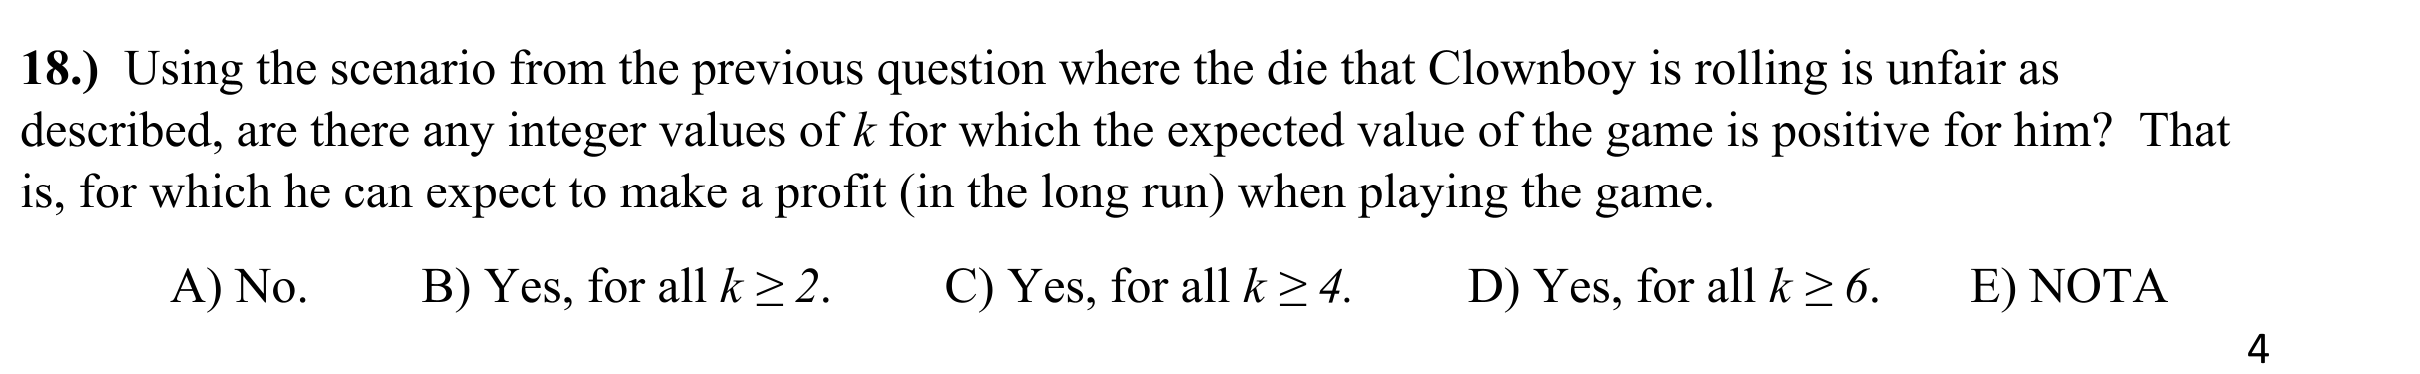 18.) Using the scenario from the previous question where the die that Clownboy is rolling is unfair as
described, are there any integer values of k for which the expected value of the game is positive for him? That
is, for which he can expect to make a profit (in the long run) when playing the game.
A) No. B) Yes, for all k ≥ 2. C) Yes, for all k ≥ 4. D) Yes, for all k ≥ 6. E) NOTA
4